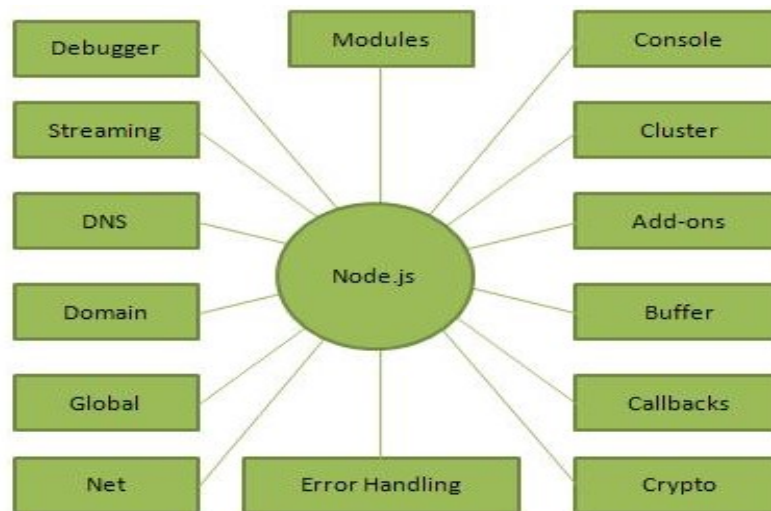 Debugger
Modules
Console
Streaming
Cluster
DNS
Add-ons
Node.js
Domain
Buffer
Global
Callbacks
Net
Error Handling
Crypto